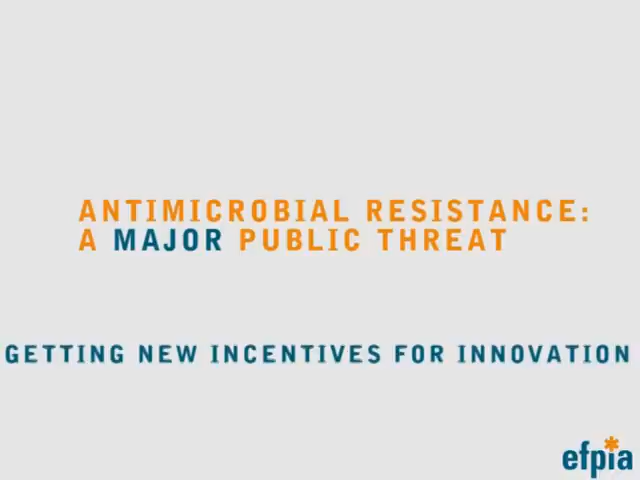 ANTIMICROBIAL RESISTANCE:
A MAJOR PUBLIC THREAT
GETTING NEW INCENTIVES FOR INNOVATION
efpia